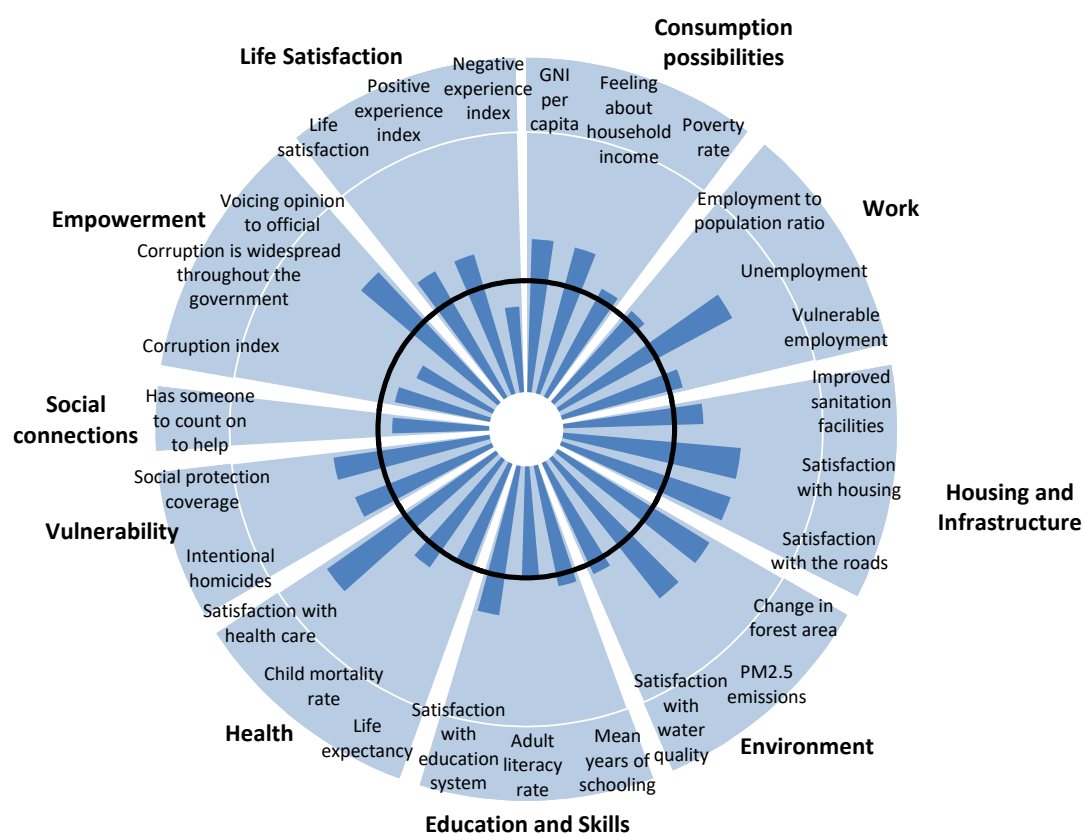 Consumption
possibilities
GNI
per
capita
Feeling
about
household
income
Poverty
rate
Work
Employment to
population ratio
Unemployment
Vulnerable
employment
Housing and
Infrastructure
Improved
sanitation
facilities
Satisfaction
with housing
Satisfaction
with the roads
Environment
Change in
forest area
PM2.5
emissions
Satisfaction
with
water
quality
Education and Skills
Mean
years of
schooling
Adult
literacy
rate
Satisfaction
with
education
system
Health
Life
expectancy
Child mortality
rate
Satisfaction with
health care
Vulnerability
Intentional
homicides
Social protection
coverage
Social
connections
Has someone
to count on
to help
Empowerment
Corruption index
Corruption is widespread
throughout the
government
Voicing opinion
to official
Life Satisfaction
Life
satisfaction
Positive
experience
index
Negative
experience
index